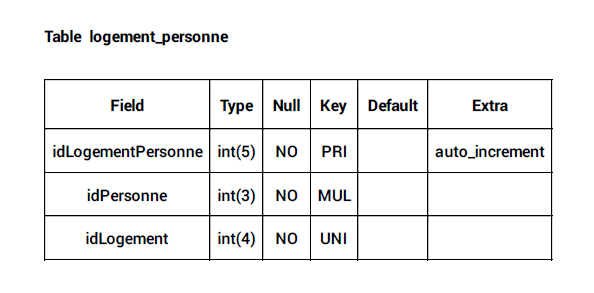 Table logement_personne
Field Type Null Key Default Extra
idLogementPersonne int(5) NO PRI auto_increment
idPersonne int(3) NO MUL
idLogement int(4) NO UNI